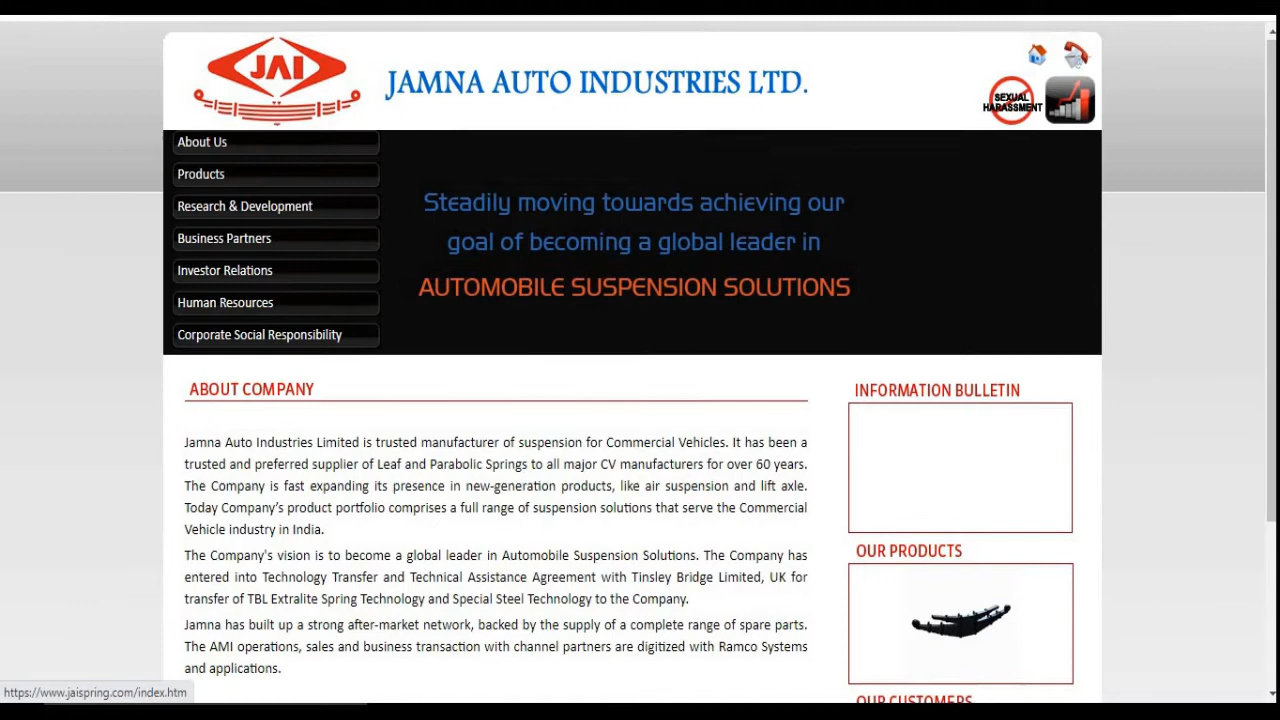 JAI
JAMNA AUTO INDUSTRIES LTD.
SEXUAL
HARASSMENT
About Us
Products
Research & Development
Business Partners
Investor Relations
Human Resources
Corporate Social Responsibility
Steadily moving towards achieving our
goal of becoming a global leader in
AUTOMOBILE SUSPENSION SOLUTIONS
ABOUT COMPANY
Jamna Auto Industries Limited is trusted manufacturer of suspension for Commercial Vehicles. It has been a
trusted and preferred supplier of Leaf and Parabolic Springs to all major CV manufacturers for over 60 years.
The Company is fast expanding its presence in new-generation products, like air suspension and lift axle.
Today Company's product portfolio comprises a full range of suspension solutions that serve the Commercial
Vehicle industry in India.
The Company's vision is to become a global leader in Automobile Suspension Solutions. The Company has
entered into Technology Transfer and Technical Assistance Agreement with Tinsley Bridge Limited, UK for
transfer of TBL Extralite Spring Technology and Special Steel Technology to the Company.
Jamna has built up a strong after-market network, backed by the supply of a complete range of spare parts.
The AMI operations, sales and business transaction with channel partners are digitized with Ramco Systems
and applications.
INFORMATION BULLETIN
OUR PRODUCTS
OUR CUSTOMERS
https://www.jaispring.com/index.htm